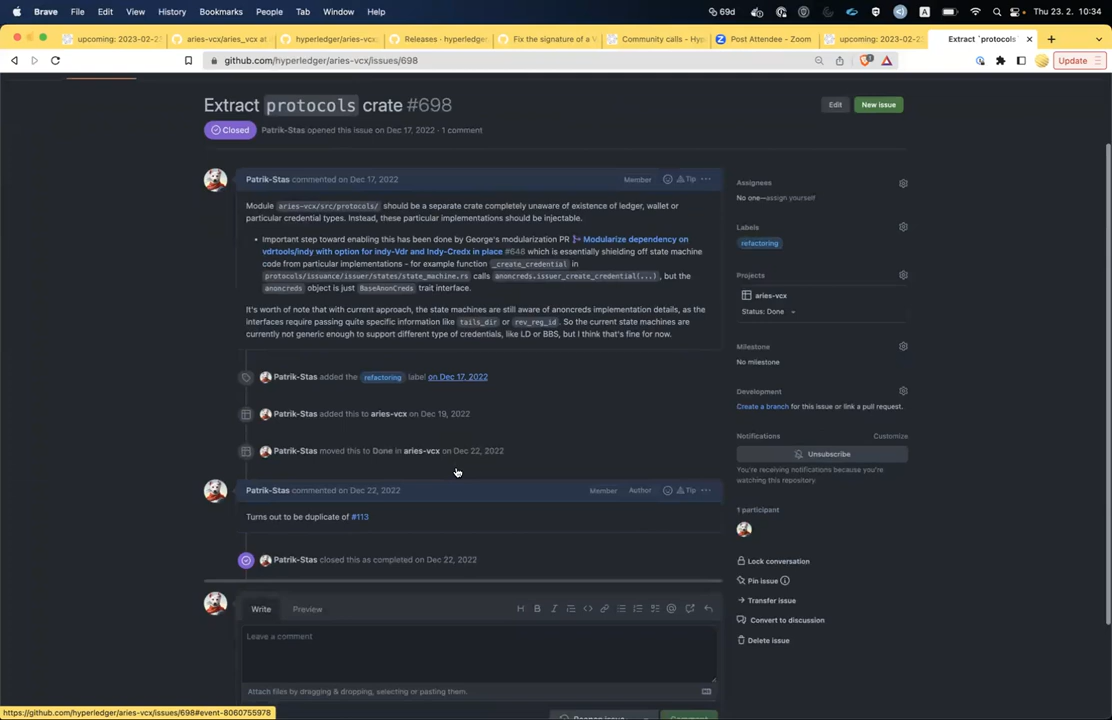 Brave File Edit View History Bookmarks People Tab Window Help 69d A Thu 23. 2. 10:34
upcoming: 2023-02-2 aries-vcx/aries_vcx at hyperledger/aries-vcx: Releases · hyperledger Fix the signature of a V Community calls - Hy Post Attendee - Zoom upcoming: 2023-02-2 Extract `protocols`
github.com/hyperledger/aries-vcx/issues/698 Update
Extract protocols crate #698
Edit New issue
Closed Patrik-Stas opened this issue on Dec 17, 2022 · 1 comment
Patrik-Stas commented on Dec 17, 2022 Member Tip
Module aries-vcx/src/protocols/ should be a separate crate completely unaware of existence of ledger, wallet or
particular credential types. Instead, these particular implementations should be injectable.
Important step toward enabling this has been done by George's modularization PR Modularize dependency on
vdrtools/indy with option for indy-Vdr and Indy-Credx in place #648 which is essentially shielding off state machine
code from particular implementations - for example function _create_credential in
protocols/issuance/issuer/states/state_machine.rs calls anoncreds.issuer_create_credential(...), but the
anoncreds object is just BaseAnonCreds trait interface.
It's worth of note that with current approach, the state machines are still aware of anoncreds implementation details, as the
interfaces require passing quite specific information like tails_dir or rev_reg_id. So the current state machines are
currently not generic enough to support different type of credentials, like LD or BBS, but I think that's fine for now.
Patrik-Stas added the refactoring label on Dec 17, 2022
Patrik-Stas added this to aries-vcx on Dec 19, 2022
Patrik-Stas moved this to Done in aries-vcx on Dec 22, 2022
Patrik-Stas commented on Dec 22, 2022 Member Author Tip
Turns out to be duplicate of #113
Patrik-Stas closed this as completed on Dec 22, 2022
Write Preview
Leave a comment
Attach files by dragging & dropping, selecting or pasting them.
Reopen issue Comment
Assignees
No one—assign yourself
Labels
refactoring
Projects
aries-vcx
Status: Done
Milestone
No milestone
Development
Create a branch for this issue or link a pull request.
Notifications Customize
Unsubscribe
You're receiving notifications because you're
watching this repository.
1 participant
Lock conversation
Pin issue
Transfer issue
Convert to discussion
Delete issue
https://github.com/hyperledger/aries-vcx/issues/698#event-8060755978